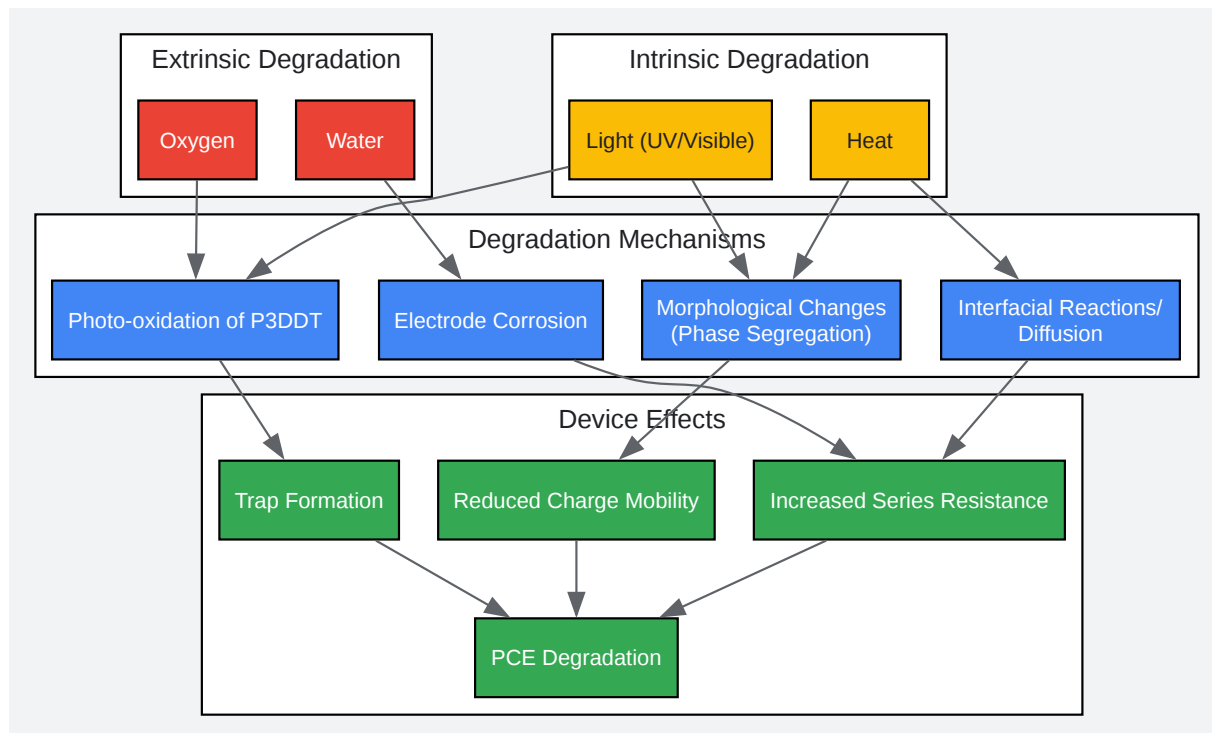 Extrinsic Degradation
Intrinsic Degradation
Oxygen
Water
Light (UV/Visible)
Heat
Degradation Mechanisms
Photo-oxidation of P3DDT
Electrode Corrosion
Morphological Changes
(Phase Segregation)
Interfacial Reactions/
Diffusion
Device Effects
Trap Formation
Reduced Charge Mobility
Increased Series Resistance
PCE Degradation